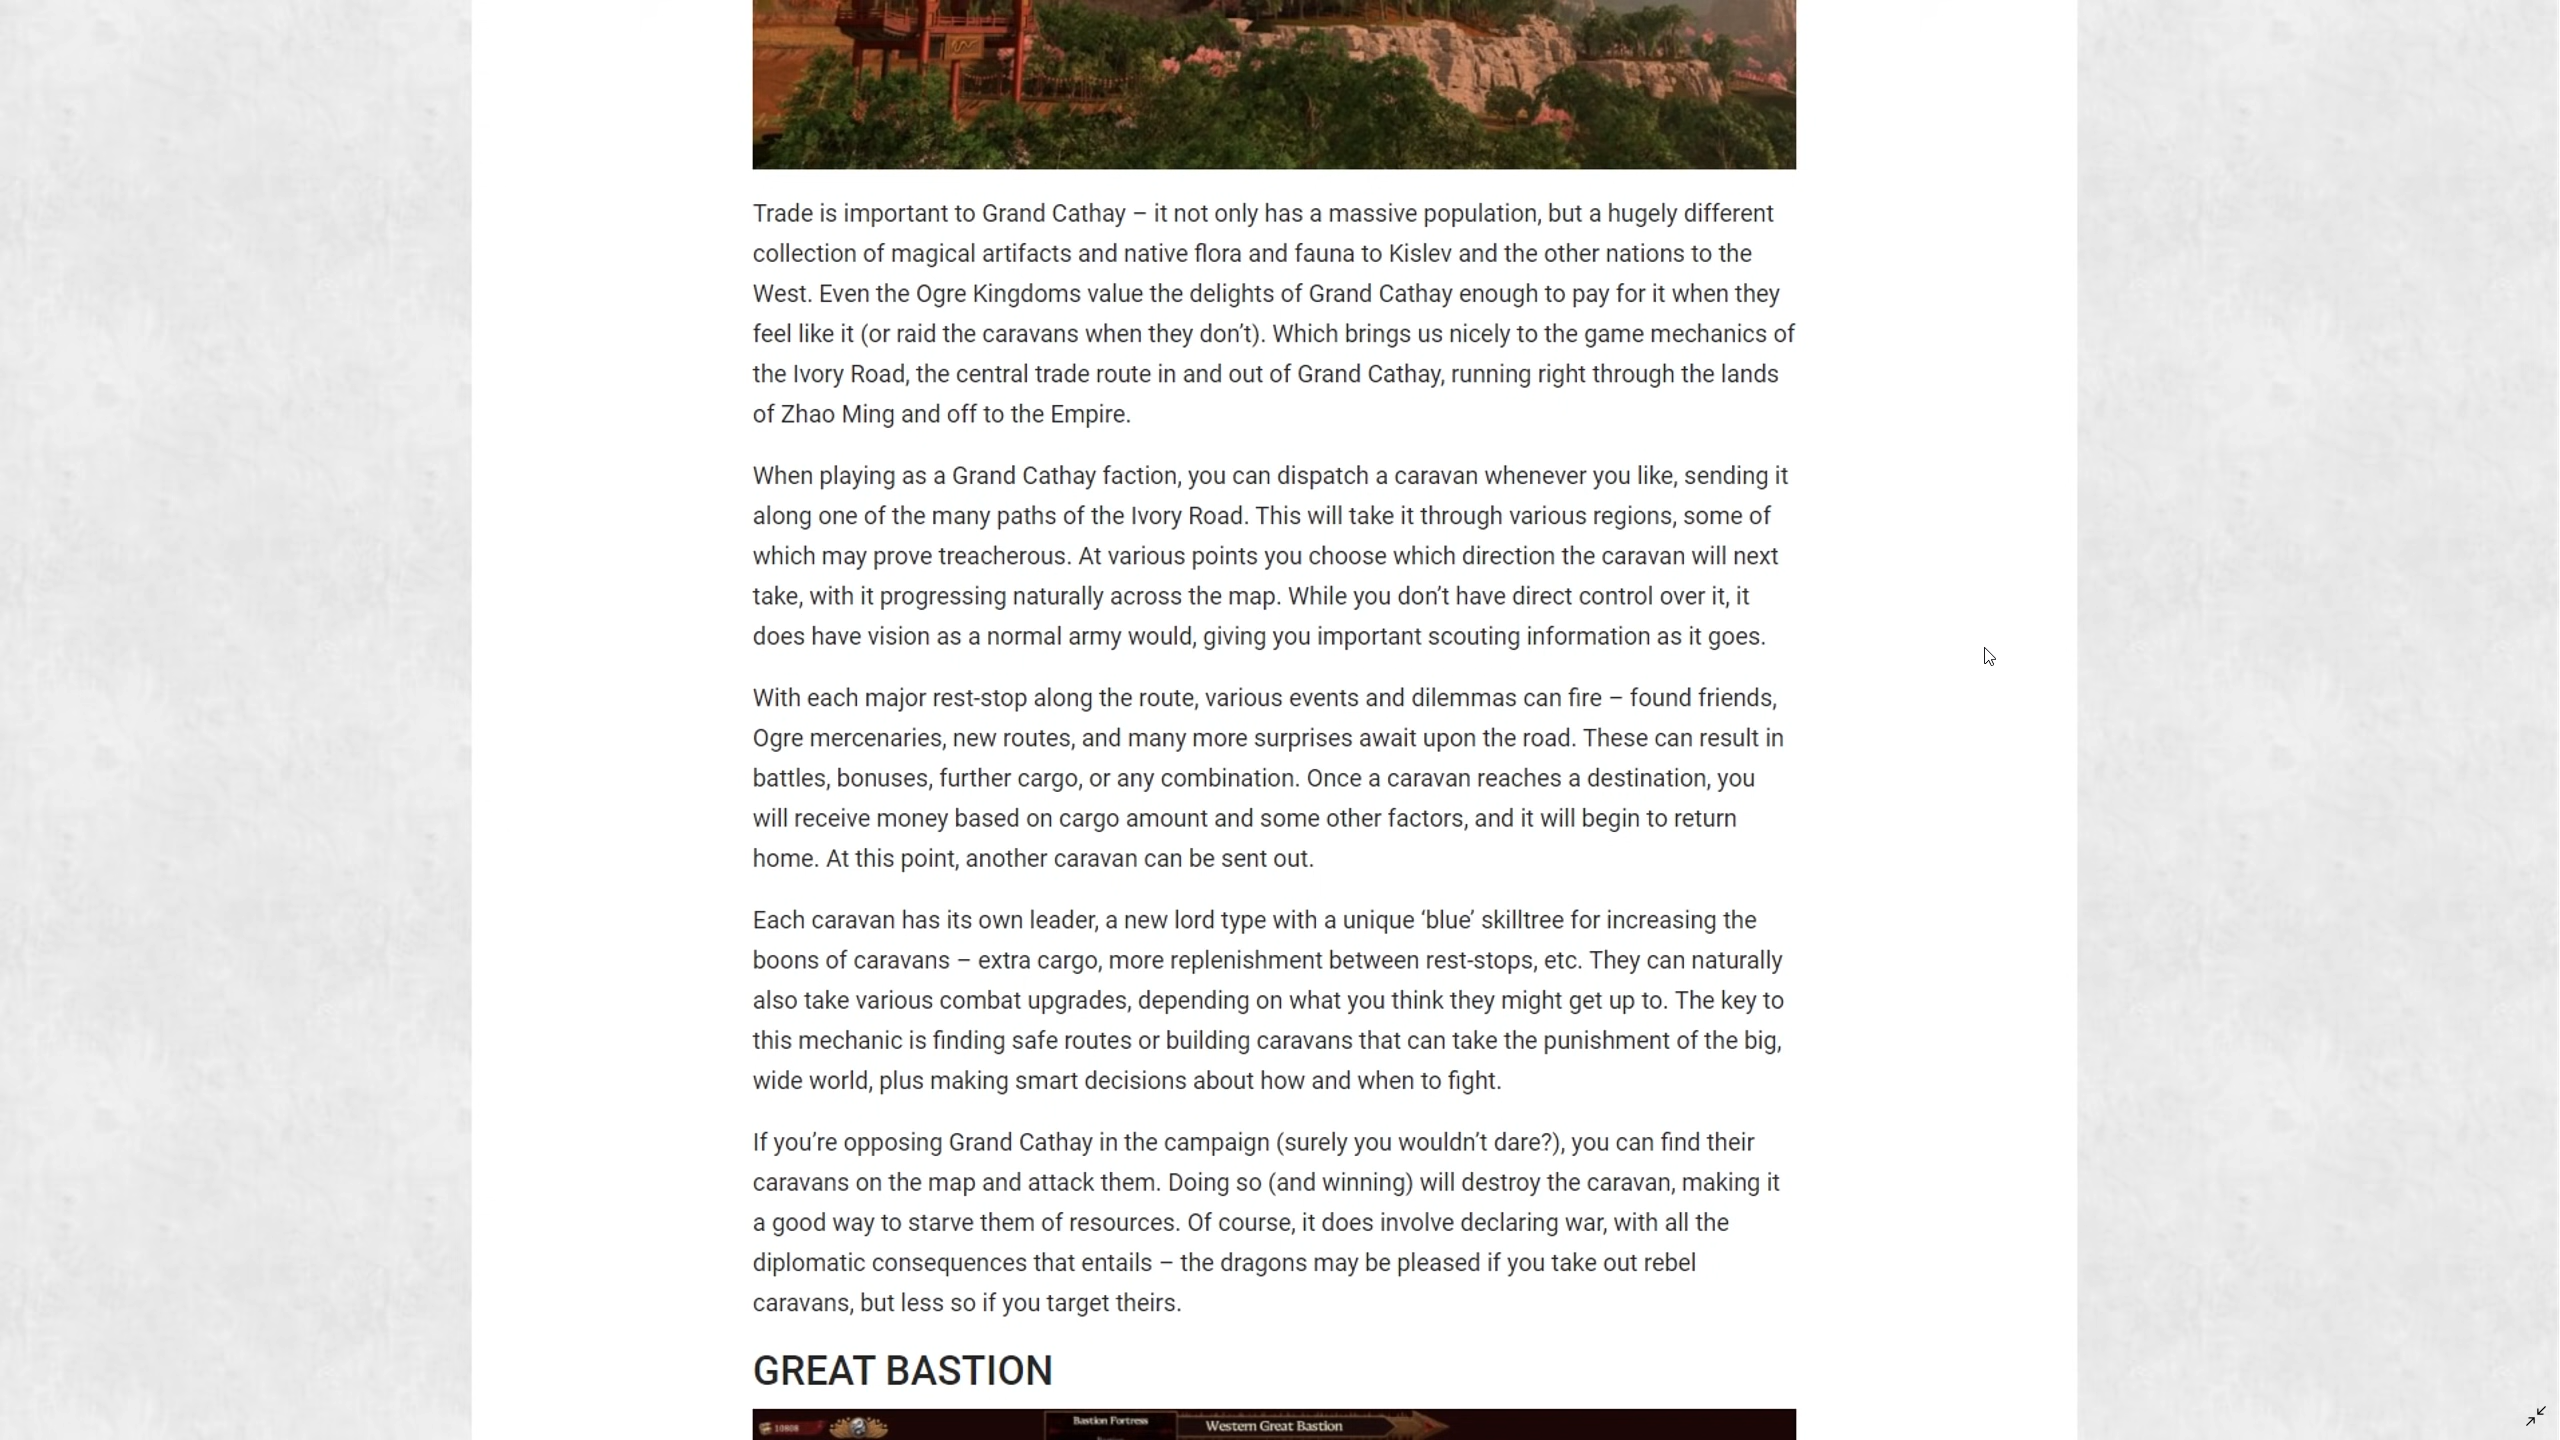 Trade is important to Grand Cathay – it not only has a massive population, but a hugely different
collection of magical artifacts and native flora and fauna to Kislev and the other nations to the
West. Even the Ogre Kingdoms value the delights of Grand Cathay enough to pay for it when they
feel like it (or raid the caravans when they don’t). Which brings us nicely to the game mechanics of
the Ivory Road, the central trade route in and out of Grand Cathay, running right through the lands
of Zhao Ming and off to the Empire.
When playing as a Grand Cathay faction, you can dispatch a caravan whenever you like, sending it
along one of the many paths of the Ivory Road. This will take it through various regions, some of
which may prove treacherous. At various points you choose which direction the caravan will next
take, with it progressing naturally across the map. While you don’t have direct control over it, it
does have vision as a normal army would, giving you important scouting information as it goes.
With each major rest-stop along the route, various events and dilemmas can fire – found friends,
Ogre mercenaries, new routes, and many more surprises await upon the road. These can result in
battles, bonuses, further cargo, or any combination. Once a caravan reaches a destination, you
will receive money based on cargo amount and some other factors, and it will begin to return
home. At this point, another caravan can be sent out.
Each caravan has its own leader, a new lord type with a unique ‘blue’ skilltree for increasing the
boons of caravans – extra cargo, more replenishment between rest-stops, etc. They can naturally
also take various combat upgrades, depending on what you think they might get up to. The key to
this mechanic is finding safe routes or building caravans that can take the punishment of the big,
wide world, plus making smart decisions about how and when to fight.
If you’re opposing Grand Cathay in the campaign (surely you wouldn’t dare?), you can find their
caravans on the map and attack them. Doing so (and winning) will destroy the caravan, making it
a good way to starve them of resources. Of course, it does involve declaring war, with all the
diplomatic consequences that entails – the dragons may be pleased if you take out rebel
caravans, but less so if you target theirs.
GREAT BASTION
Bastion Fortress
Western Great Bastion